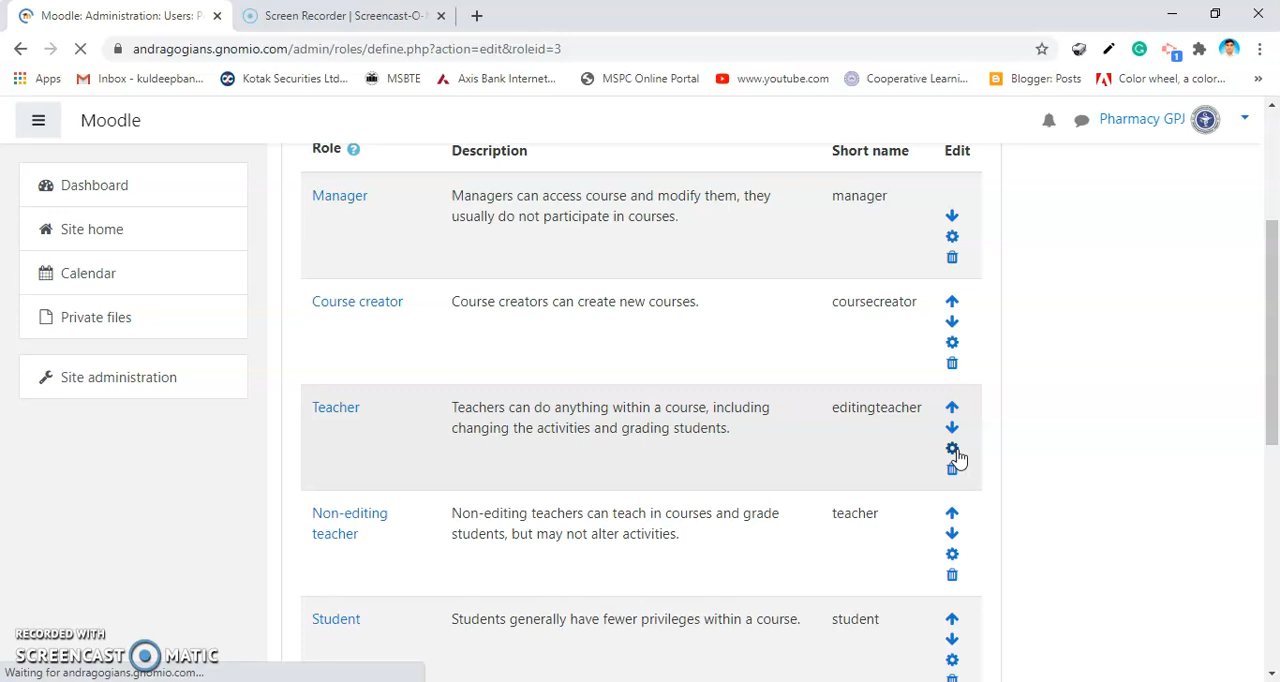 Moodle: Administration: Users: P
Screen Recorder | Screencast-O-
andragogians.gnomio.com/admin/roles/define.php?action=edit&roleid=3
Apps
Inbox - kuldeepban...
Kotak Securities Ltd...
MSBTE
Axis Bank Internet...
MSPC Online Portal
www.youtube.com
Cooperative Learni...
Blogger: Posts
Color wheel, a color...
1
Moodle
Pharmacy GPJ
Dashboard
Site home
Calendar
Private files
Site administration
Role
Description
Short name
Edit
Manager
Managers can access course and modify them, they
usually do not participate in courses.
manager
Course creator
Course creators can create new courses.
coursecreator
Teacher
Teachers can do anything within a course, including
changing the activities and grading students.
editingteacher
Non-editing
teacher
Non-editing teachers can teach in courses and grade
students, but may not alter activities.
teacher
Student
Students generally have fewer privileges within a course.
student
RECORDED WITH
SCREENCAST MATIC
Waiting for andragogians.gnomio.com...